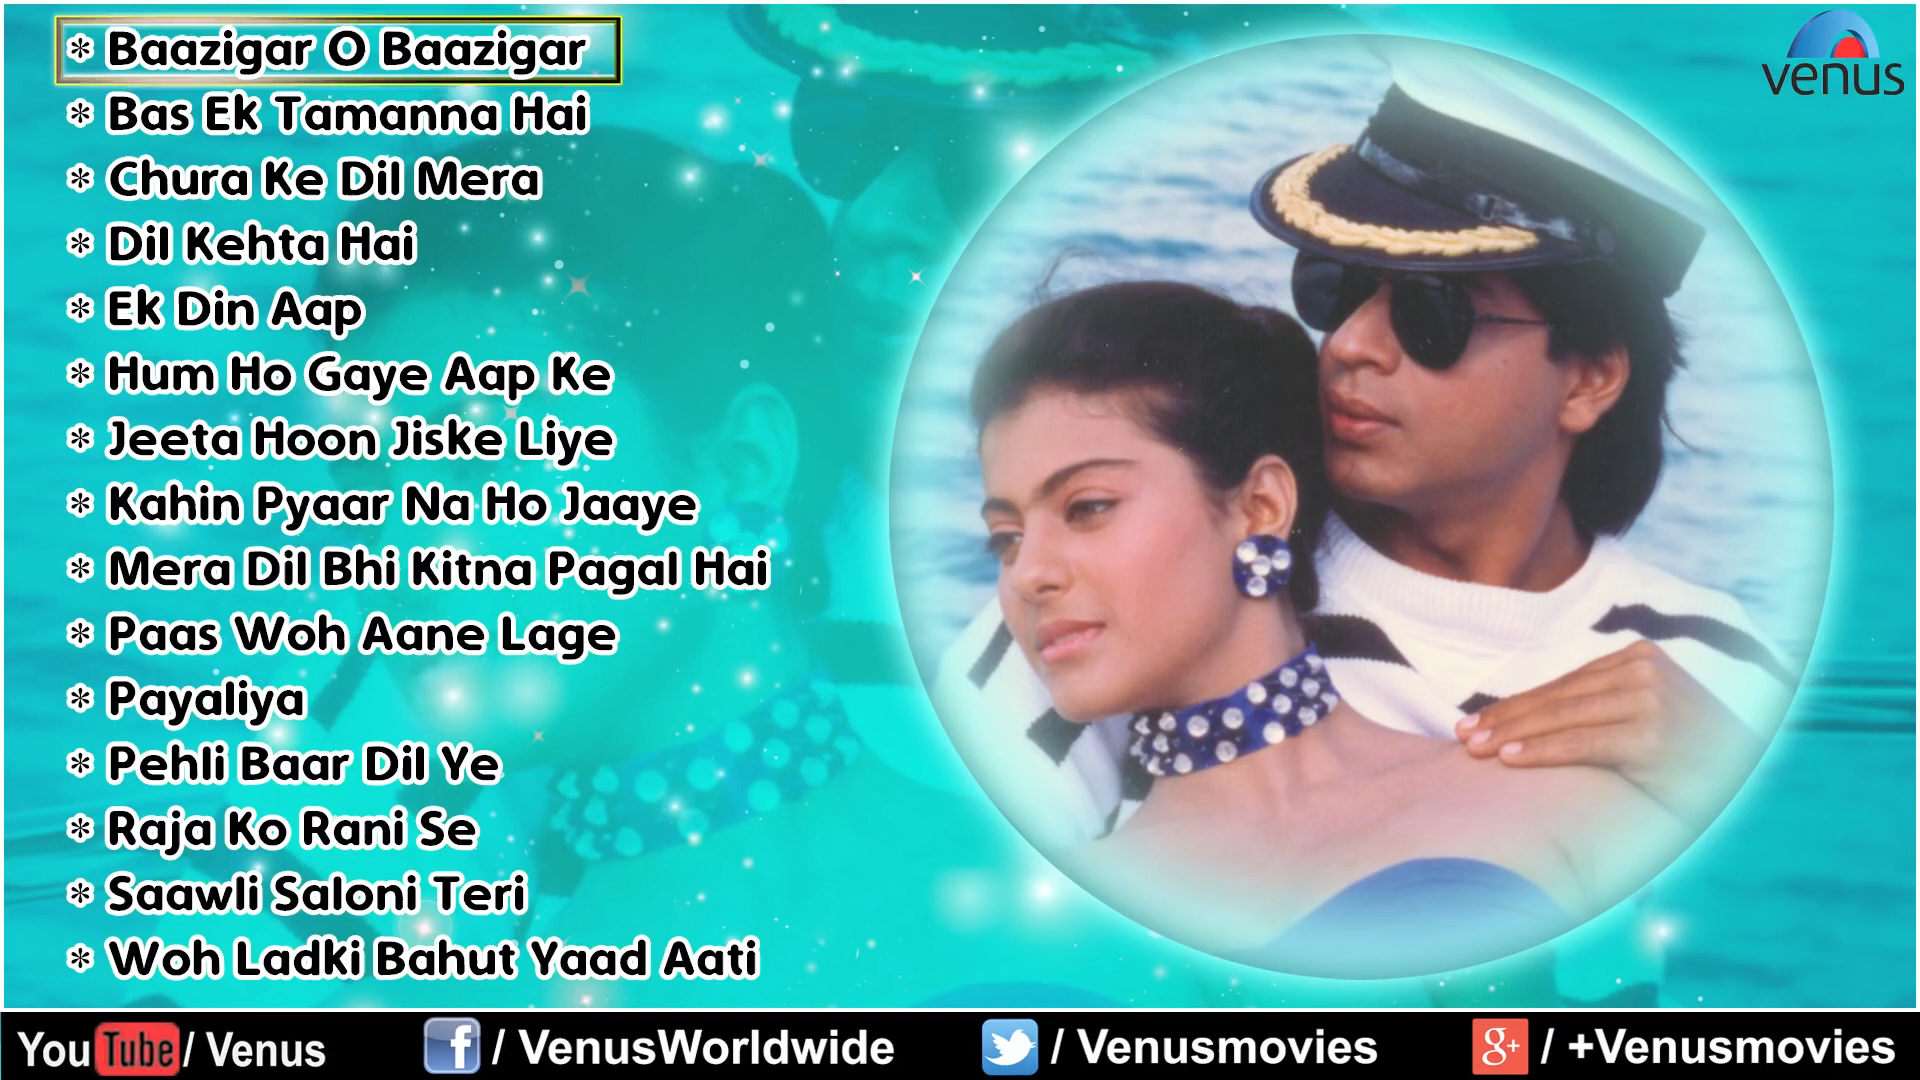 * Baazigar O Baazigar
* Bas Ek Tamanna Hai
* Chura Ke Dil Mera
* Dil Kehta Hai
* Ek Din Aap
* Hum Ho Gaye Aap Ke
* Jeeta Hoon Jiske Liye
* Kahin Pyaar Na Ho Jaaye
* Mera Dil Bhi Kitna Pagal Hai
* Paas Woh Aane Lage
* Payaliya
* Pehli Baar Dil Ye
* Raja Ko Rani Se
* Saawli Saloni Teri
* Woh Ladki Bahut Yaad Aati
venus
YouTube / Venus f / VenusWorldwide / Venusmovies g+ / +Venusmovies